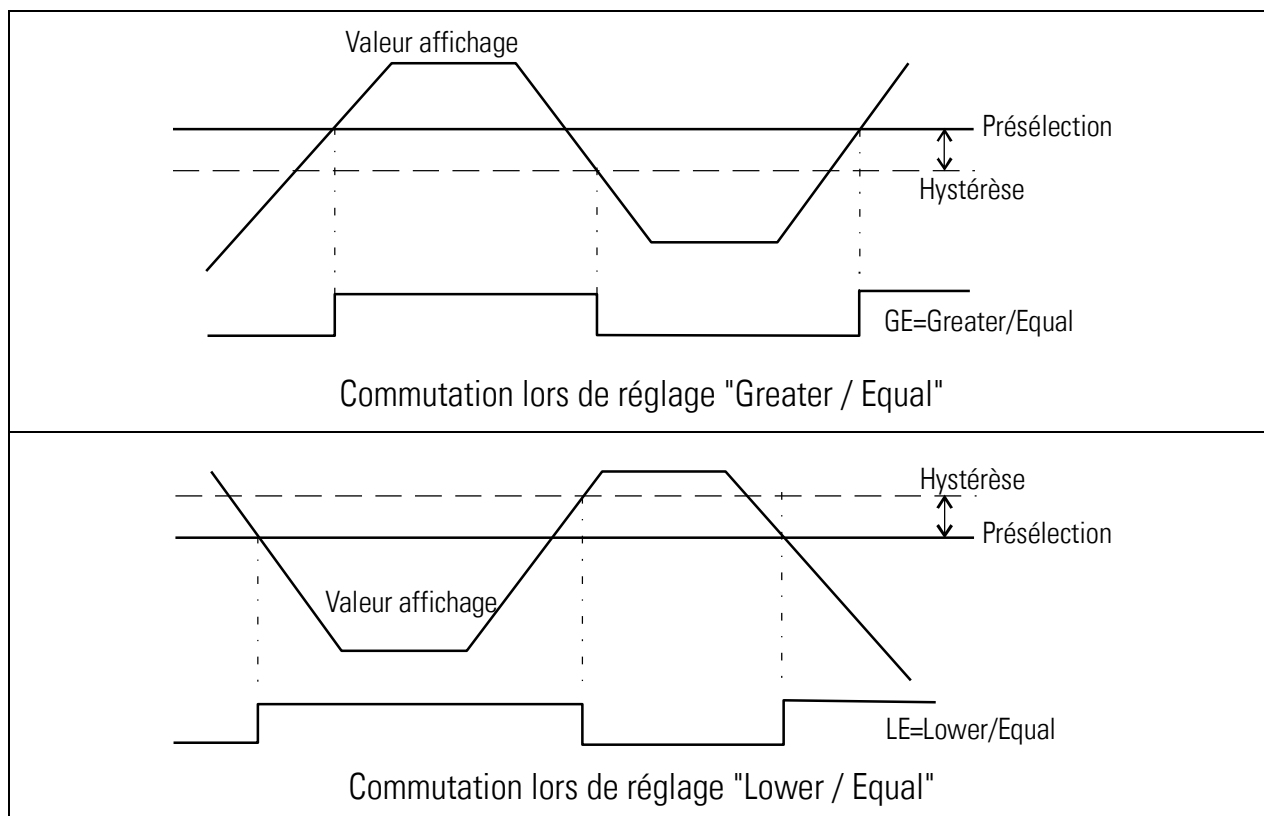 Valeur affichage
Présélection
Hystérèse
GE=Greater/Equal
Commutation lors de réglage "Greater / Equal"
Hystérèse
Présélection
Valeur affichage
LE=Lower/Equal
Commutation lors de réglage "Lower / Equal"